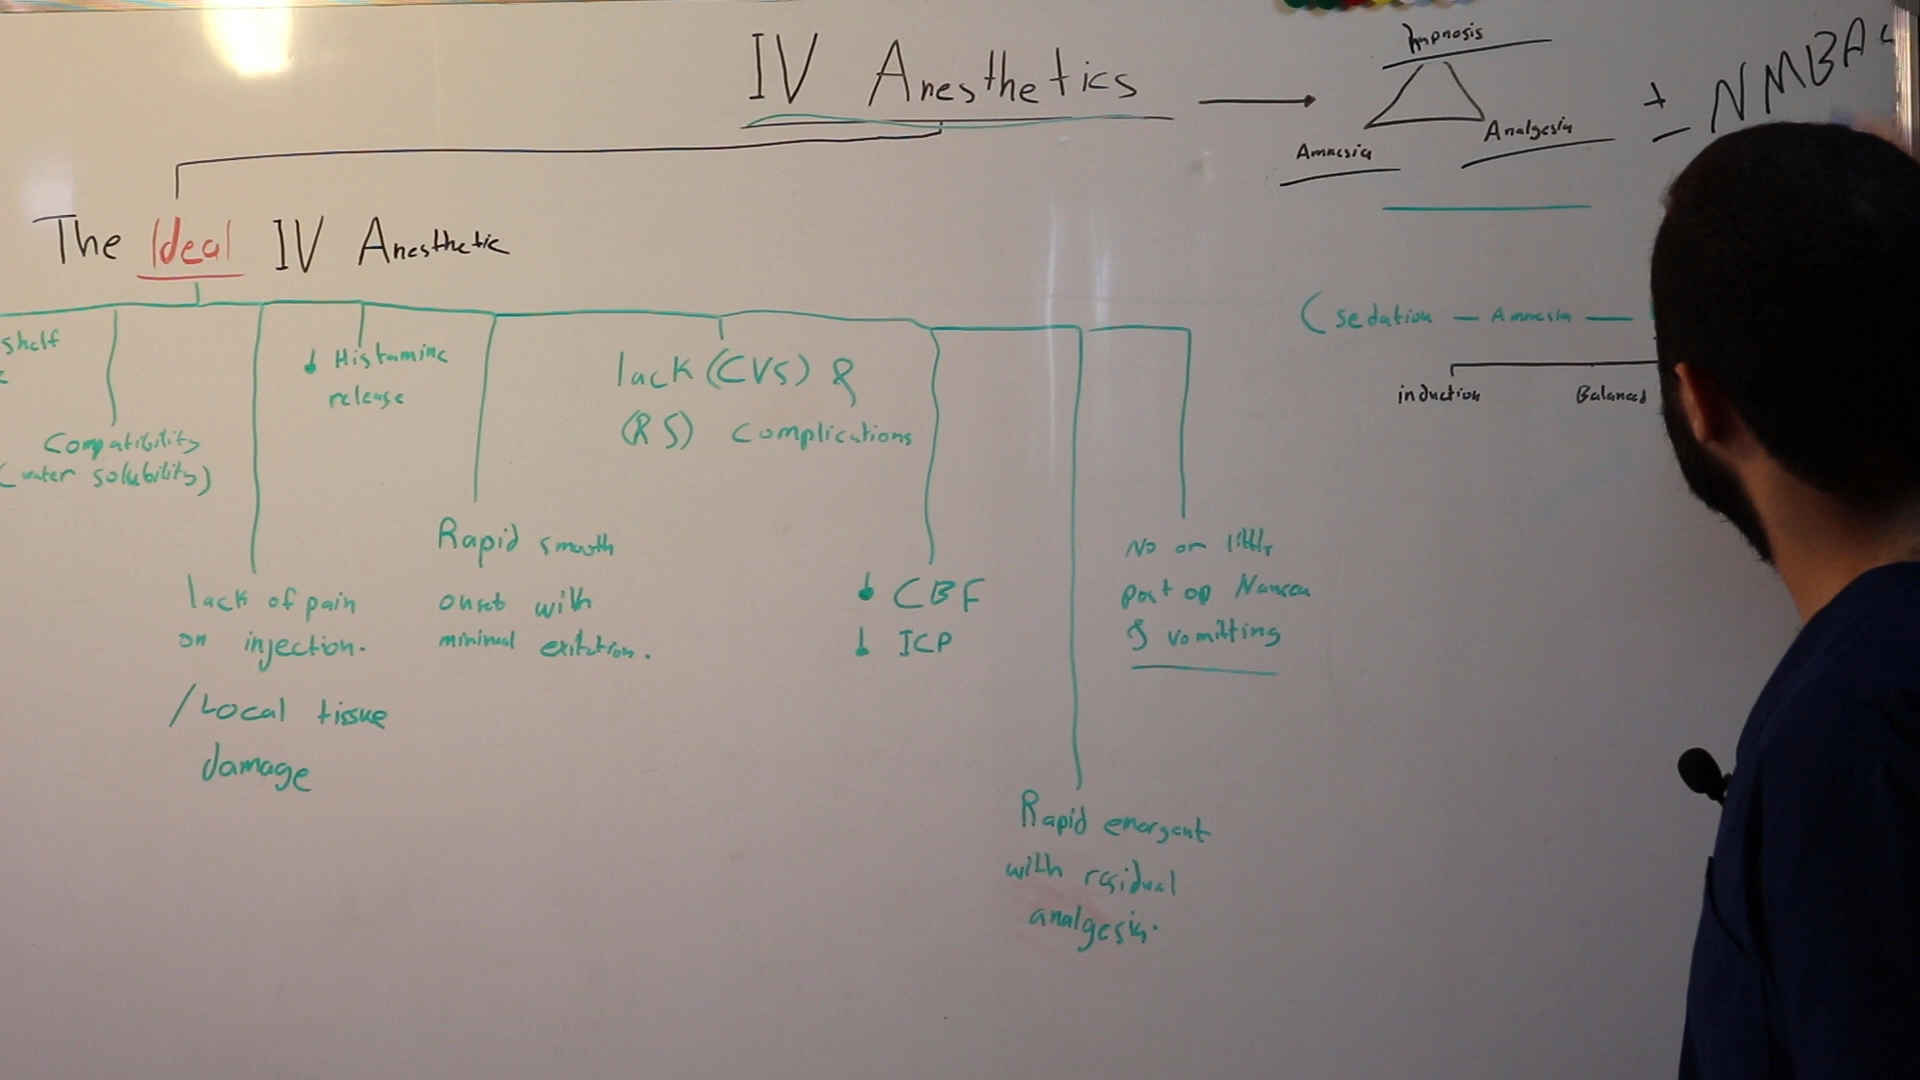 IV Anesthetics
Hypnosis
Amnesia
Analgesia
+ NMBA
The Ideal IV Anesthetic
(sedation — Amnesia —
induction
Balanced
shelf
Compatibility
(water solubility)
↓ Histamine
release
lack of pain
on injection.
/Local tissue
damage
Rapid smooth
onset with
minimal exitation.
lack (CVS) &
(RS) Complications
↓ CBF
↓ ICP
Rapid emergent
with residual
analgesia.
No or little
post op Nausea
& vomitting